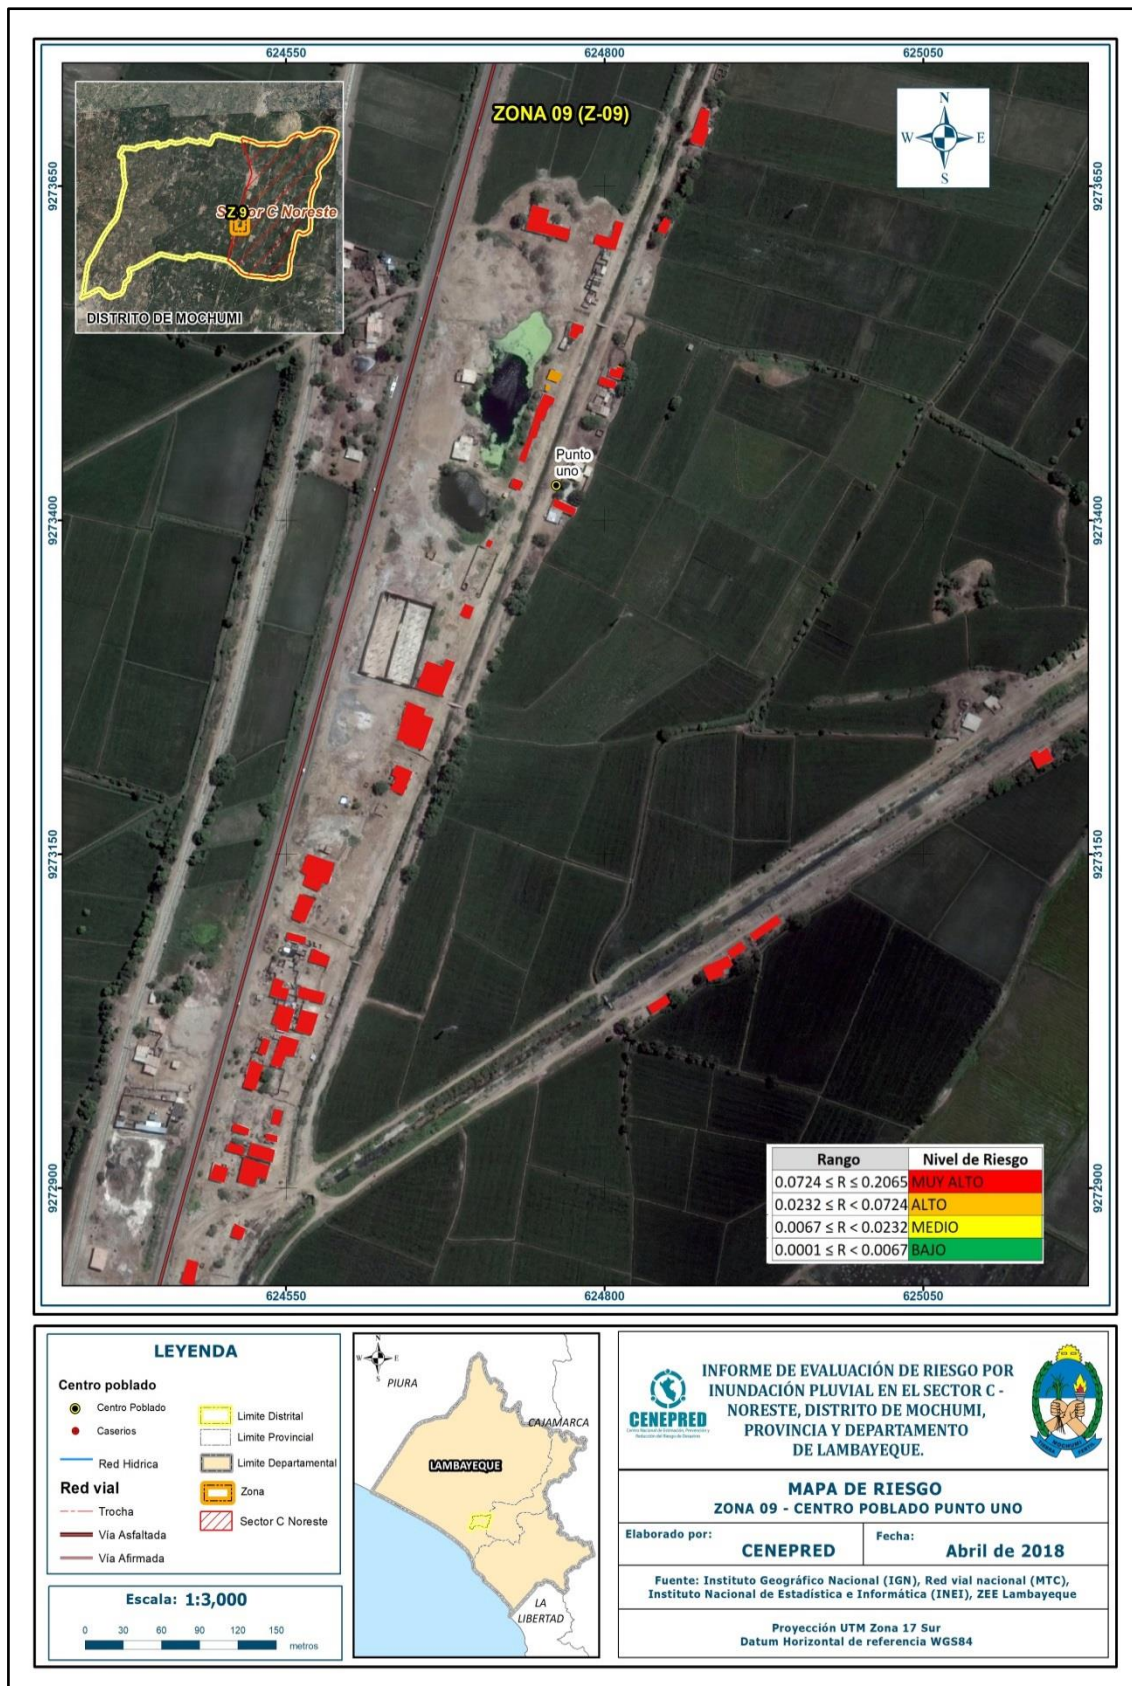 624550
624800
625050
ZONA 09 (Z-09)
N
W
E
S
9273650
9273650
Z 9
Sector C Noreste
DISTRITO DE MOCHUMI
Punto
uno
9273400
9273400
9273150
9273150
Rango
Nivel de Riesgo
0.0724 ≤ R ≤ 0.2065
MUY ALTO
0.0232 ≤ R < 0.0724
ALTO
0.0067 ≤ R < 0.0232
MEDIO
0.0001 ≤ R < 0.0067
BAJO
9272900
9272900
624550
624800
625050
LEYENDA
Centro poblado
Centro Poblado
Caserios
Red Hidrica
Red vial
Trocha
Vía Asfaltada
Vía Afirmada
Limite Distrital
Limite Provincial
Limite Departamental
Zona
Sector C Noreste
Escala: 1:3,000
0 30 60 90 120 150
metros
N
W
E
S
PIURA
CAJAMARCA
LAMBAYEQUE
LA
LIBERTAD
CENEPRED
INFORME DE EVALUACIÓN DE RIESGO POR
INUNDACIÓN PLUVIAL EN EL SECTOR C -
NORESTE, DISTRITO DE MOCHUMI,
PROVINCIA Y DEPARTAMENTO
DE LAMBAYEQUE.
MOCHUMI
MAPA DE RIESGO
ZONA 09 - CENTRO POBLADO PUNTO UNO
Elaborado por:
CENEPRED
Fecha:
Abril de 2018
Fuente: Instituto Geográfico Nacional (IGN), Red vial nacional (MTC),
Instituto Nacional de Estadística e Informática (INEI), ZEE Lambayeque
Proyección UTM Zona 17 Sur
Datum Horizontal de referencia WGS84